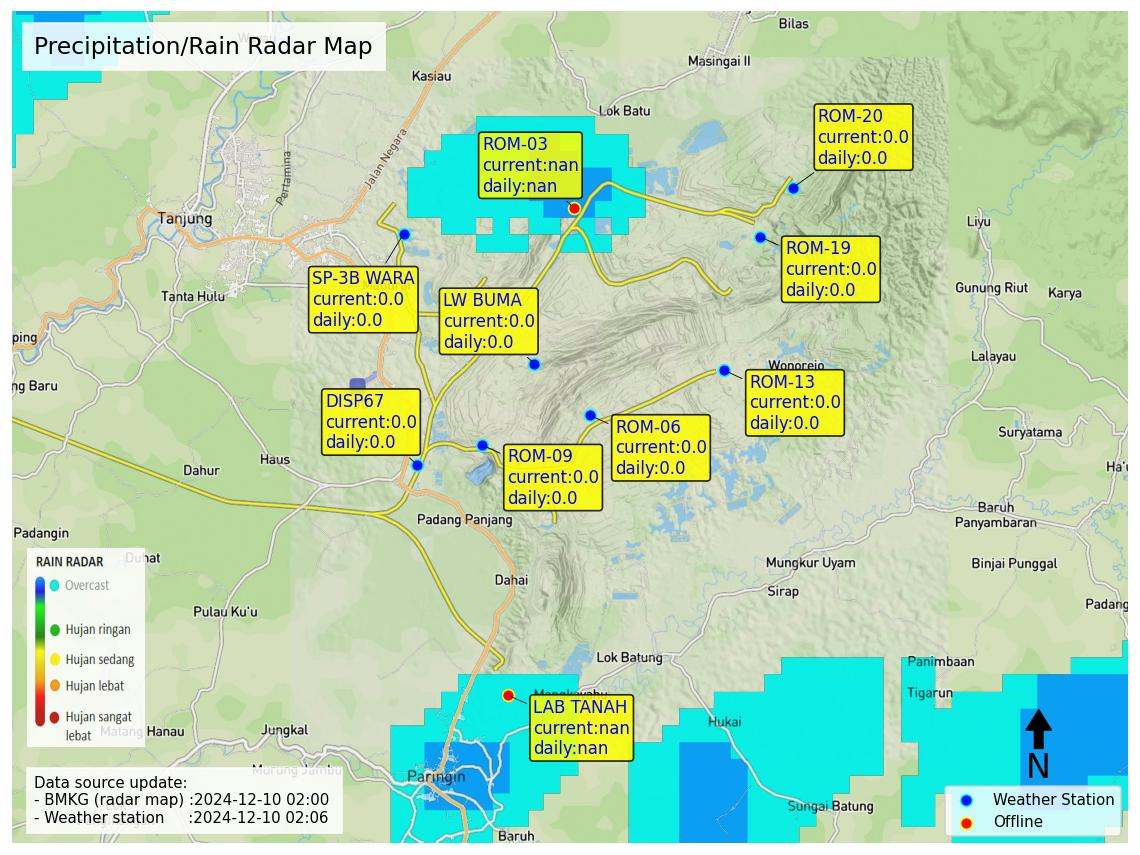 Precipitation/Rain Radar Map
Bilas
Masingai II
Kasiau
Lok Batu
Jalan Negara
Pertamina
Tanjung
Tanta Hulu
ROM-03
current:nan
daily:nan
ROM-20
current:0.0
daily:0.0
ROM-19
current:0.0
daily:0.0
SP-3B WARA
current:0.0
daily:0.0
LW BUMA
current:0.0
daily:0.0
Liyu
Gunung Riut
Karya
Lalayau
ping
ng Baru
Wonorejo
ROM-13
current:0.0
daily:0.0
DISP67
current:0.0
daily:0.0
ROM-06
current:0.0
daily:0.0
ROM-09
current:0.0
daily:0.0
Suryatama
Ha'u
Haus
Dahur
Baruh
Panyambaran
Padang Panjang
Padangin
Duhat
Binjai Punggal
Mungkur Uyam
Dahai
Sirap
Padang
Pulau Ku'u
RAIN RADAR
Overcast
Hujan ringan
Hujan sedang
Hujan lebat
Hujan sangat
lebat
Lok Batung
Panimbaan
Tigarun
LAB TANAH
current:nan
daily:nan
Hukai
Matang Hanau
Jungkal
Murung Jambu
Paringin
Sungai Batung
Baruh
N
Data source update:
- BMKG (radar map) :2024-12-10 02:00
- Weather station :2024-12-10 02:06
Weather Station
Offline